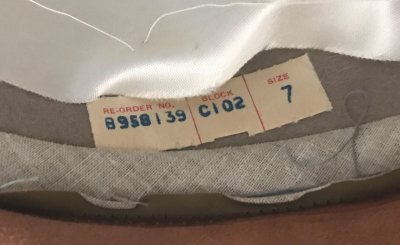 RE-ORDER NO. BLOCK SIZE
B958139 C102 7